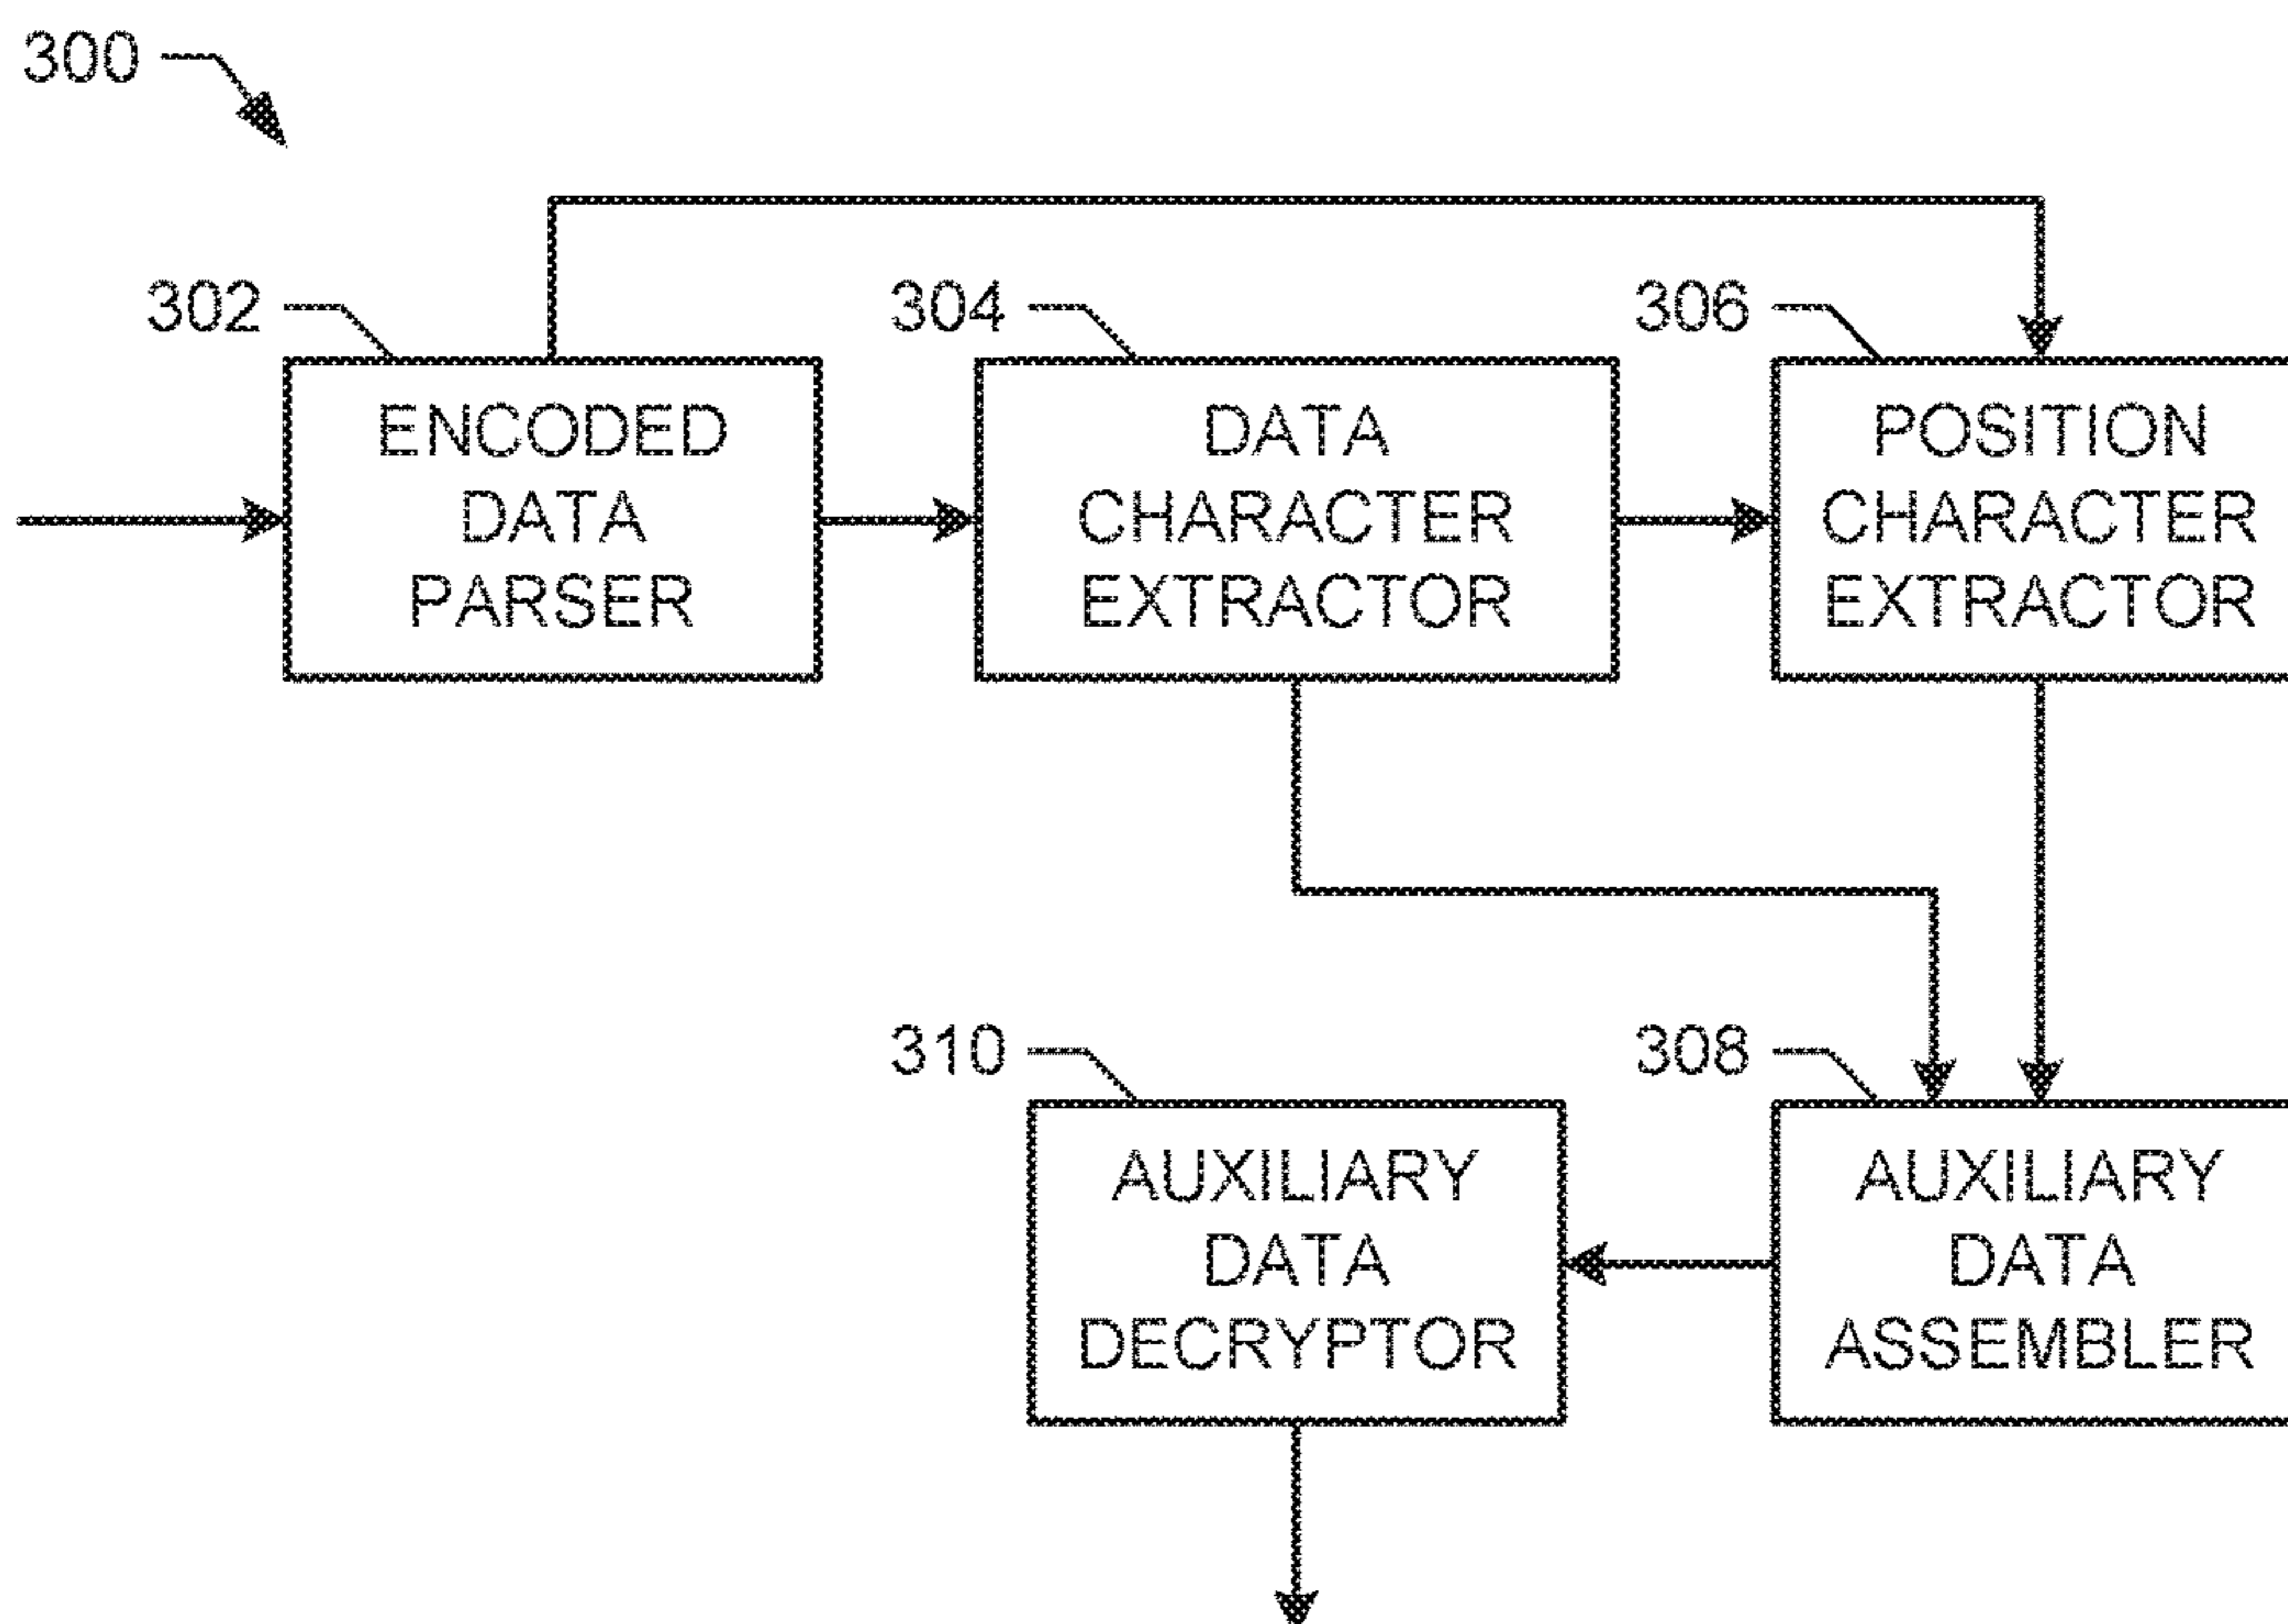 300
302
304
306
ENCODED
DATA
PARSER
DATA
CHARACTER
EXTRACTOR
POSITION
CHARACTER
EXTRACTOR
310
308
AUXILIARY
DATA
DECRYPTOR
AUXILIARY
DATA
ASSEMBLER